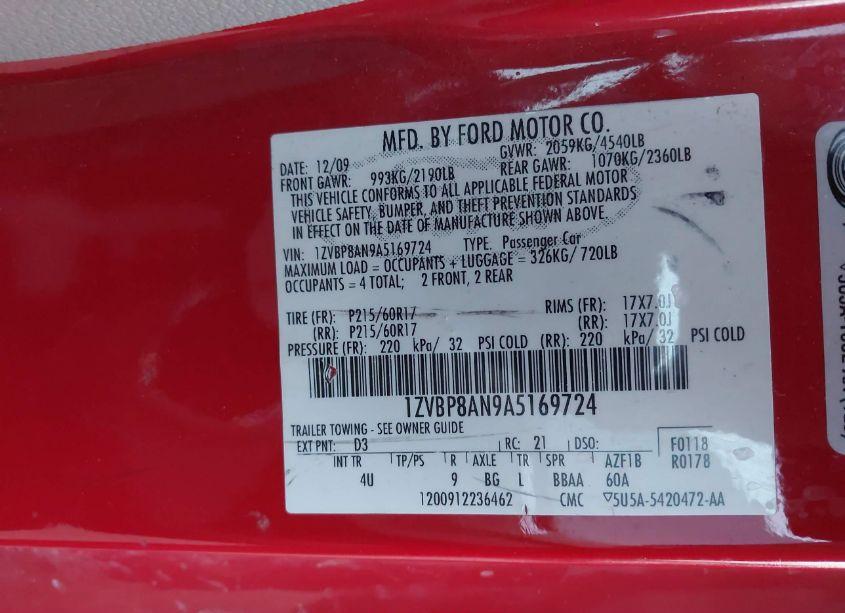 MFD. BY FORD MOTOR CO.
DATE: 12/09 GVWR: 2059KG/4540LB
FRONT GAWR: 993KG/2190LB REAR GAWR: 1070KG/2360LB
THIS VEHICLE CONFORMS TO ALL APPLICABLE FEDERAL MOTOR
VEHICLE SAFETY, BUMPER, AND THEFT PREVENTION STANDARDS
IN EFFECT ON THE DATE OF MANUFACTURE SHOWN ABOVE.
VIN: 1ZVBP8AN9A5169724 TYPE: Passenger Car
MAXIMUM LOAD = OCCUPANTS + LUGGAGE = 326KG/ 720LB
OCCUPANTS = 4 TOTAL; 2 FRONT, 2 REAR
TIRE (FR): P215/60R17 RIMS (FR): 17X7.0J
(RR): P215/60R17 (RR): 17X7.0J
PRESSURE (FR): 220 kPa/ 32 PSI COLD (RR): 220 kPa/ 32 PSI COLD
1ZVBP8AN9A5169724
TRAILER TOWING - SEE OWNER GUIDE
EXT PNT: D3 RC: 21 DSO: F0118
R0178
INT TR TP/PS R AXLE TR SPR AZF1B
4U 9 BG L BBAA 60A
1200912236462 CMC ▽5U5A-5420472-AA